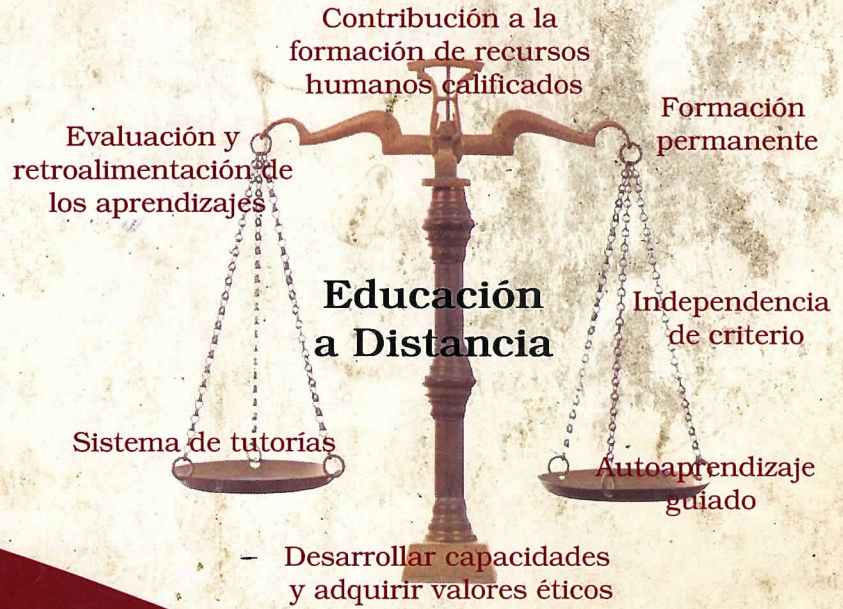 Contribución a la
formación de recursos
humanos calificados
Formación
permanente
Evaluación y
retroalimentación de
los aprendizajes
Educación
a Distancia
Independencia
de criterio
Sistema de tutorías
Autoaprendizaje
guiado
Desarrollar capacidades
y adquirir valores éticos